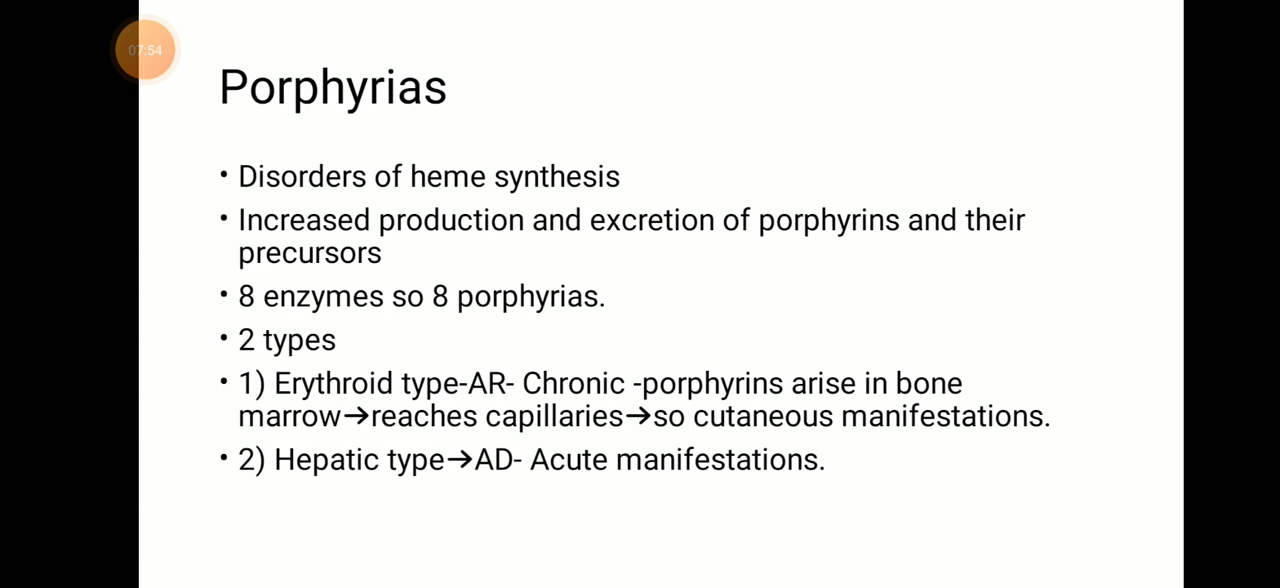 07:54
Porphyrias
• Disorders of heme synthesis
• Increased production and excretion of porphyrins and their
precursors
• 8 enzymes so 8 porphyrias.
• 2 types
• 1) Erythroid type-AR- Chronic -porphyrins arise in bone
marrow→reaches capillaries→so cutaneous manifestations.
• 2) Hepatic type→AD- Acute manifestations.